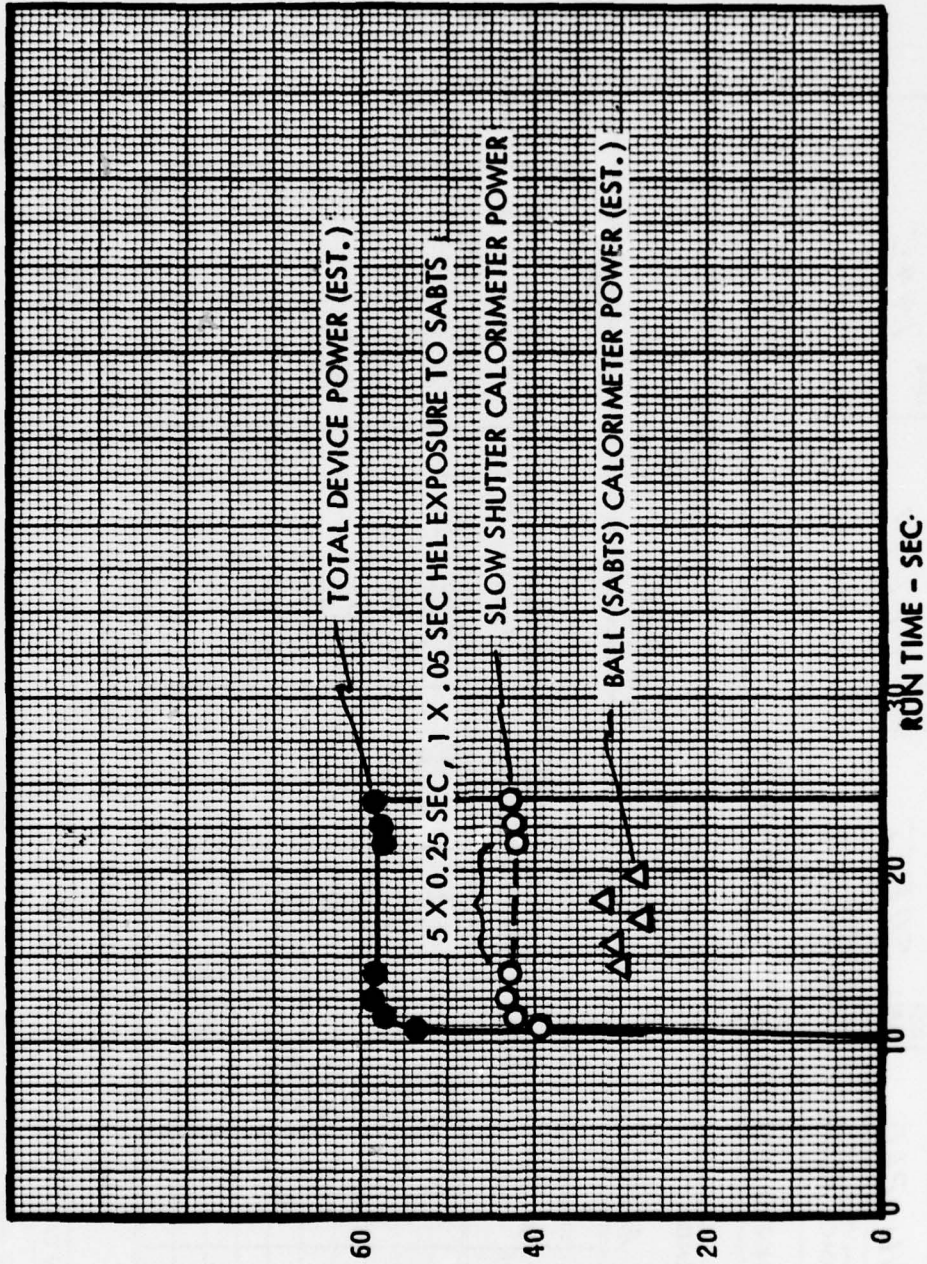 TOTAL DEVICE POWER (EST.)
5 X 0.25 SEC, 1 X .05 SEC HEL EXPOSURE TO SABTS
SLOW SHUTTER CALORIMETER POWER
BALL (SABTS) CALORIMETER POWER (EST.)
60
40
20
0
0
10
20
30
RUN TIME - SEC.